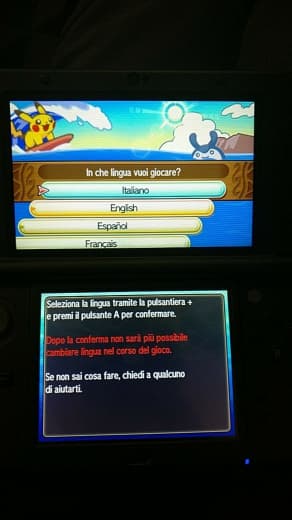 In che lingua vuoi giocare?
Italiano
English
Español
Français
Seleziona la lingua tramite la pulsantiera +
e premi il pulsante A per confermare.
Dopo la conferma non sarà più possibile
cambiare lingua nel corso del gioco.
Se non sai cosa fare, chiedi a qualcuno
di aiutarti.